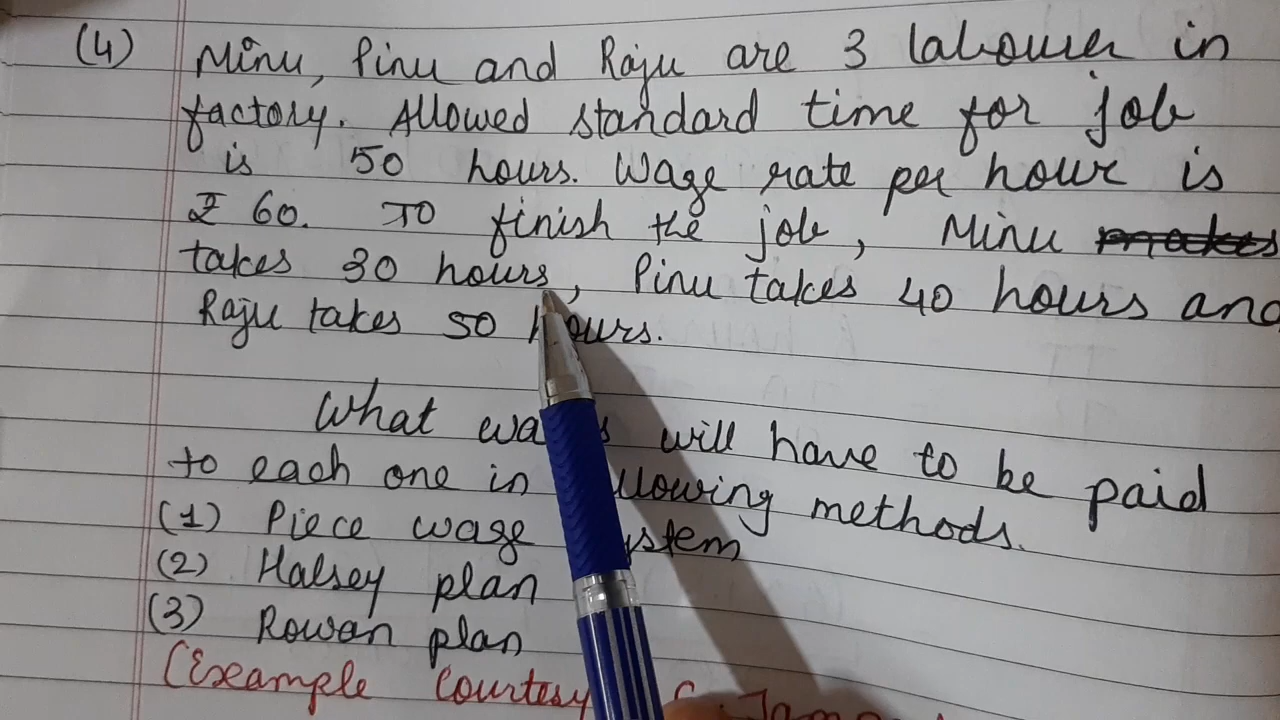 (4) Minu, Pinu and Raju are 3 labourer in
factory. Allowed standard time for job
is 50 hours. Wage rate per hour is
₹ 60. To finish the job, Minu
takes 30 hours, Pinu takes 40 hours and
Raju takes 50 hours.
What will have to be paid
to each one in methods.
(1) Piece wage
(2) Halsey plan
(3) Rowan plan
(Example Courtesy